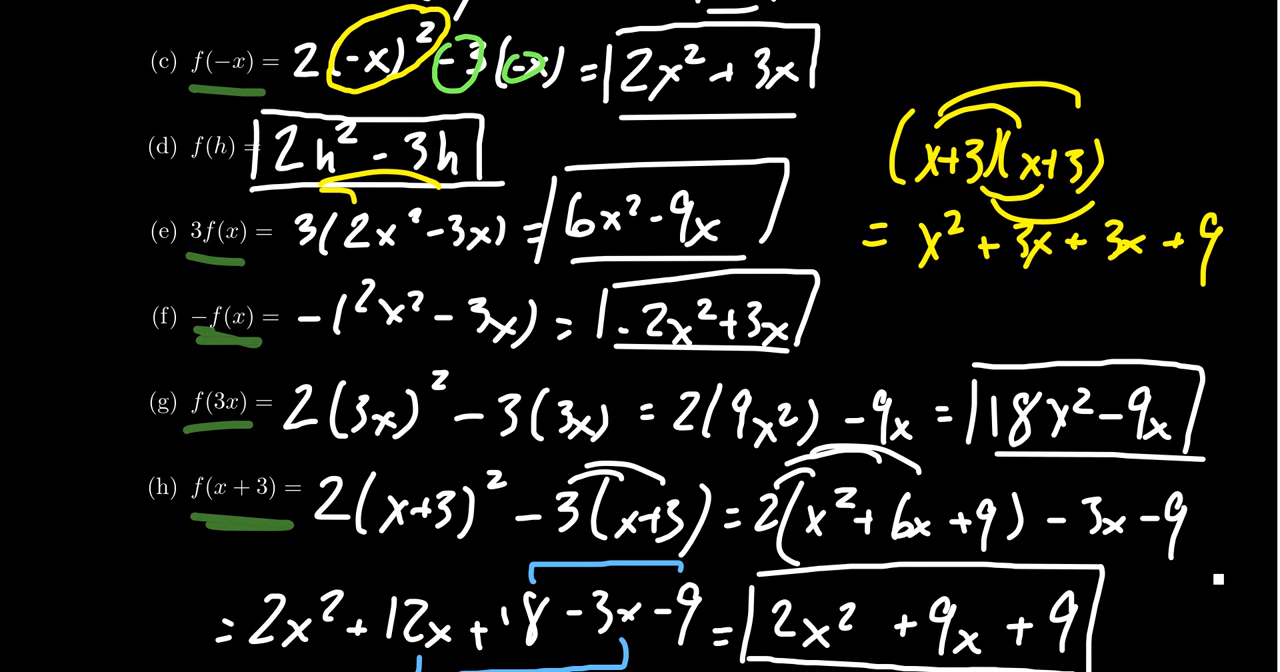 (c) f(−x) = 2(-x)² -3(-x) = 2x² + 3x
(d) f(h) = 2h² - 3h
(x+3)(x+3)
= x² + 3x + 3x + 9
(e) 3f(x) = 3(2x² - 3x) = 6x² - 9x
(f) −f(x) = -(2x² - 3x) = -2x² + 3x
(g) f(3x) = 2(3x)² - 3(3x) = 2(9x²) - 9x = 18x² - 9x
(h) f(x + 3) = 2(x+3)² - 3(x+3) = 2(x² + 6x + 9) - 3x - 9
= 2x² + 12x + 18 - 3x - 9 = 2x² + 9x + 9